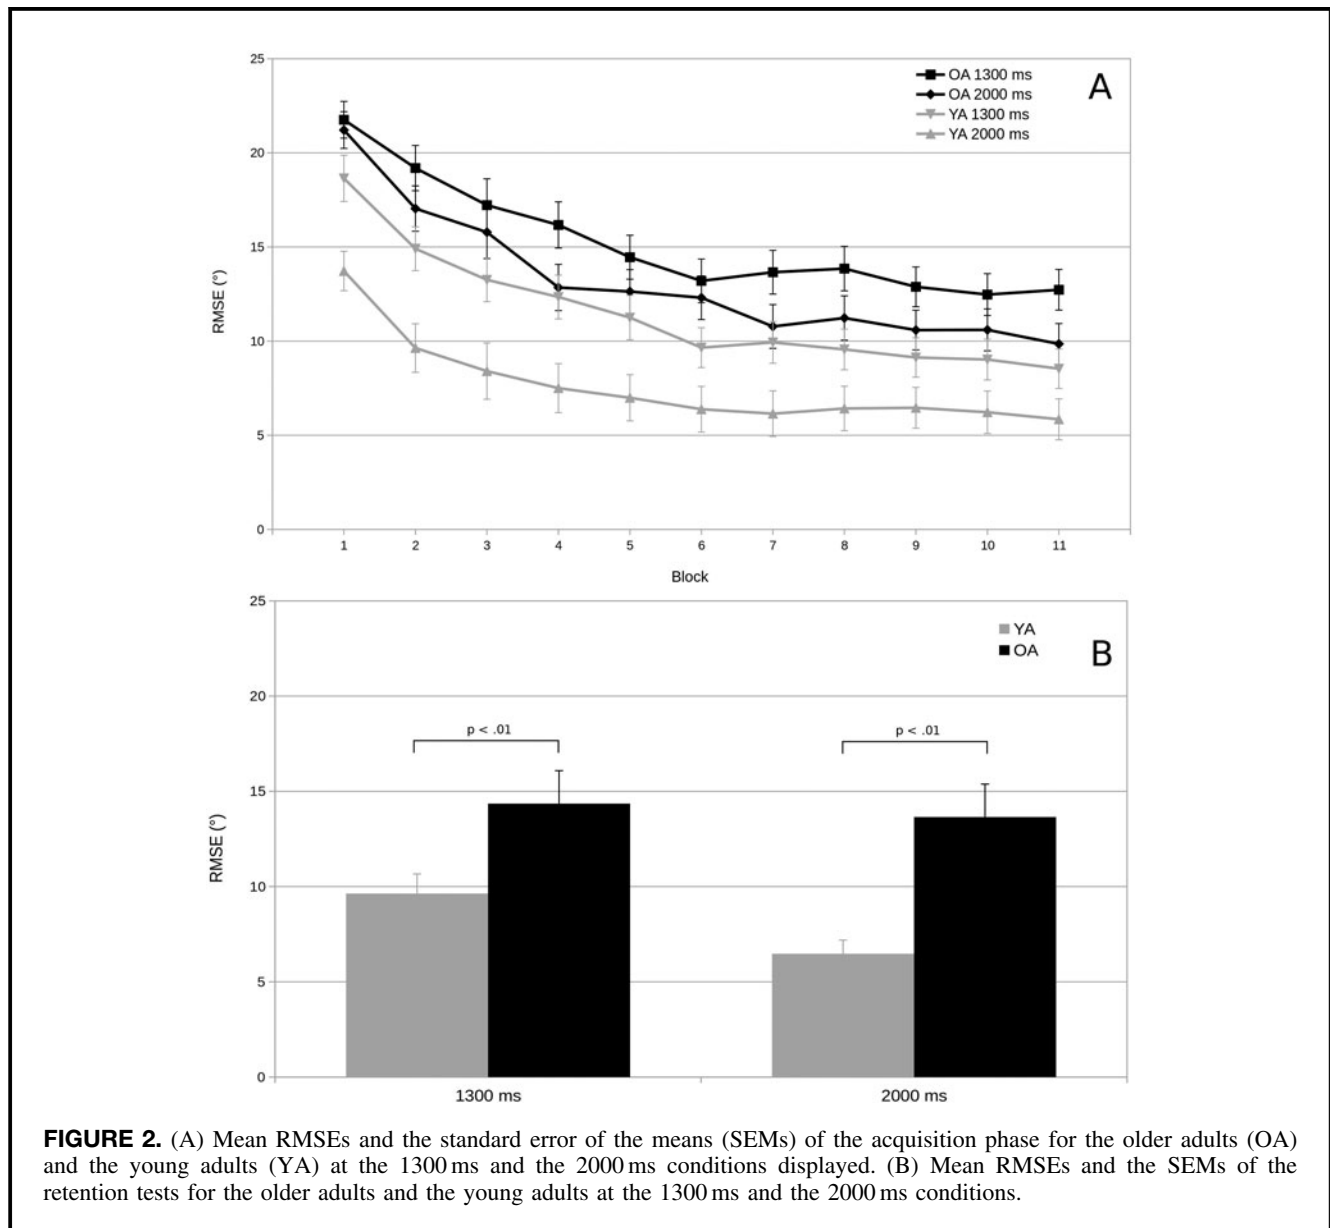 25
OA 1300 ms
A
OA 2000 ms
YA 1300 ms
YA 2000 ms
20
15
RMSE (°)
10
5
0
1 2 3 4 5 6 7 8 9 10 11
Block
25
YA
OA
B
20
p < .01 p < .01
15
RMSE (°)
10
5
0
1300 ms 2000 ms
FIGURE 2. (A) Mean RMSEs and the standard error of the means (SEMs) of the acquisition phase for the older adults (OA)
and the young adults (YA) at the 1300 ms and the 2000 ms conditions displayed. (B) Mean RMSEs and the SEMs of the
retention tests for the older adults and the young adults at the 1300 ms and the 2000 ms conditions.